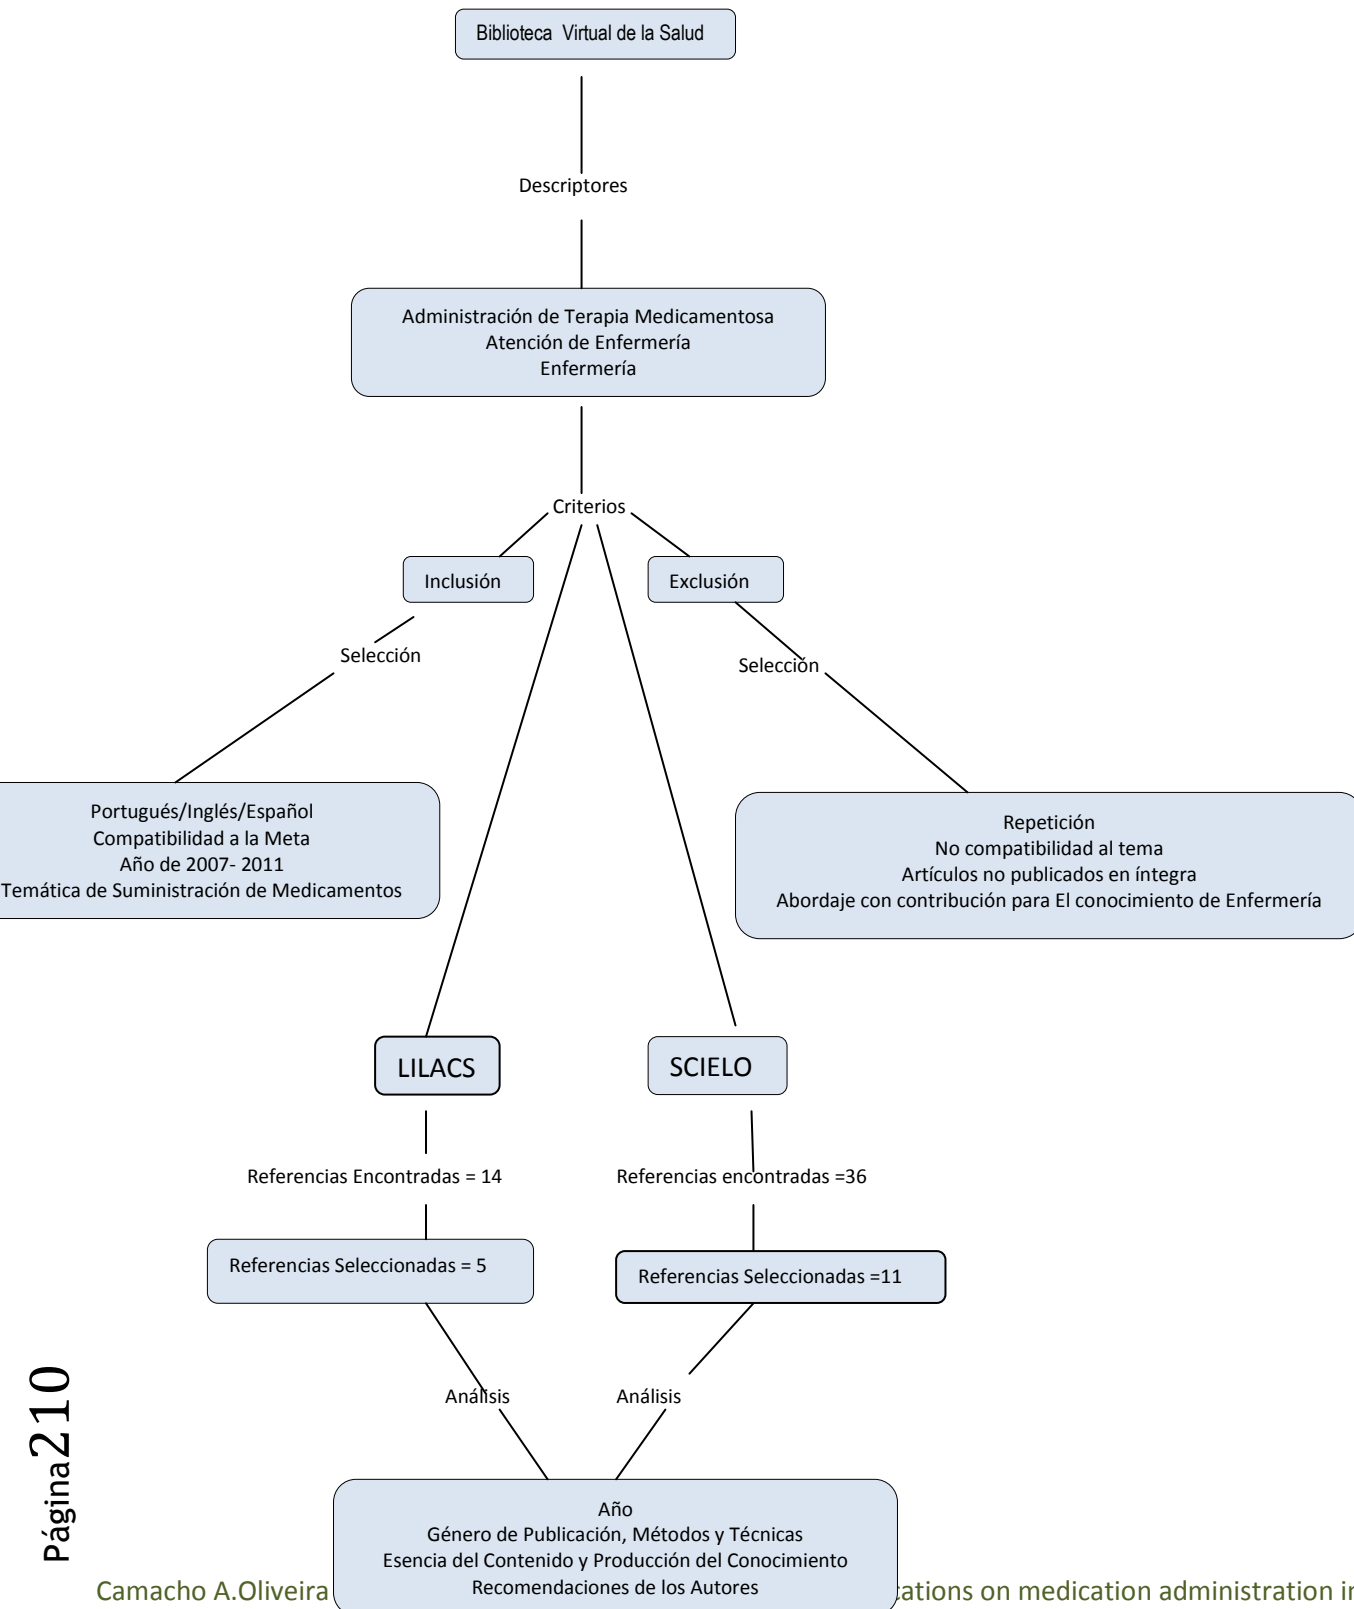 Biblioteca Virtual de la Salud
Descriptores
Administración de Terapia Medicamentosa
Atención de Enfermería
Enfermería
Criterios
Inclusión
Exclusión
Selección
Selección
Portugués/Inglés/Español
Compatibilidad a la Meta
Año de 2007- 2011
Temática de Suministración de Medicamentos
Repetición
No compatibilidad al tema
Artículos no publicados en íntegra
Abordaje con contribución para El conocimiento de Enfermería
LILACS
SCIELO
Referencias Encontradas = 14
Referencias encontradas =36
Referencias Seleccionadas = 5
Referencias Seleccionadas =11
Análisis
Análisis
Año
Género de Publicación, Métodos y Técnicas
Esencia del Contenido y Producción del Conocimiento
Recomendaciones de los Autores
Página210
Camacho A.Oliveira cations on medication administration in